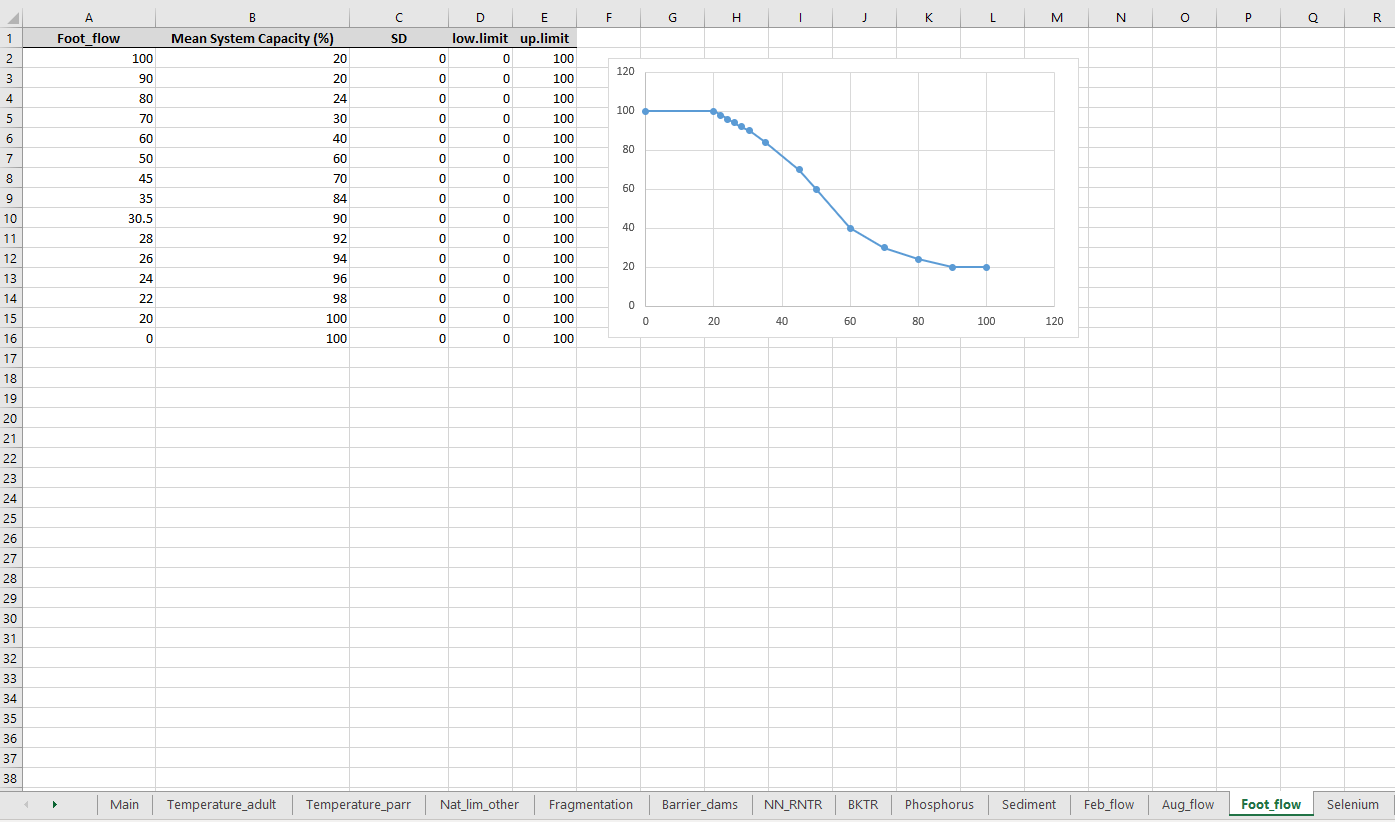 A B C D E F G H I J K L M N O P Q R
1 Foot_flow Mean System Capacity (%) SD low.limit up.limit
2 100 20 0 0 100
3 90 20 0 0 100
4 80 24 0 0 100
5 70 30 0 0 100
6 60 40 0 0 100
7 50 60 0 0 100
8 45 70 0 0 100
9 35 84 0 0 100
10 30.5 90 0 0 100
11 28 92 0 0 100
12 26 94 0 0 100
13 24 96 0 0 100
14 22 98 0 0 100
15 20 100 0 0 100
16 0 100 0 0 100
17
18
19
20
21
22
23
24
25
26
27
28
29
30
31
32
33
34
35
36
37
38
120
100
80
60
40
20
0
0 20 40 60 80 100 120
Main Temperature_adult Temperature_parr Nat_lim_other Fragmentation Barrier_dams NN_RNTR BKTR Phosphorus Sediment Feb_flow Aug_flow Foot_flow Selenium